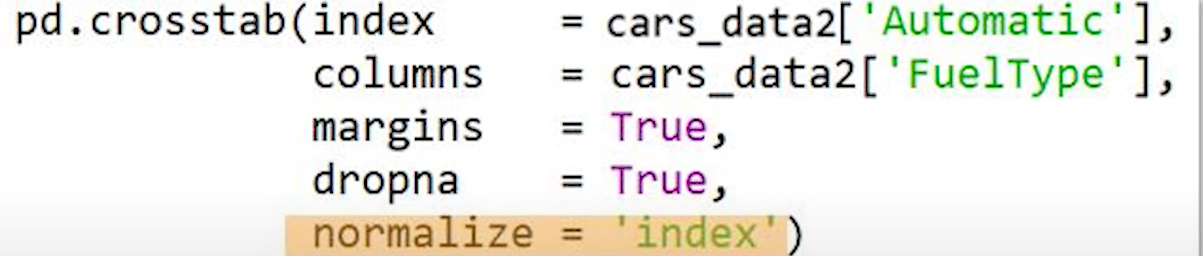 pd.crosstab(index = cars_data2['Automatic'],
columns = cars_data2['FuelType'],
margins = True,
dropna = True,
normalize = 'index')